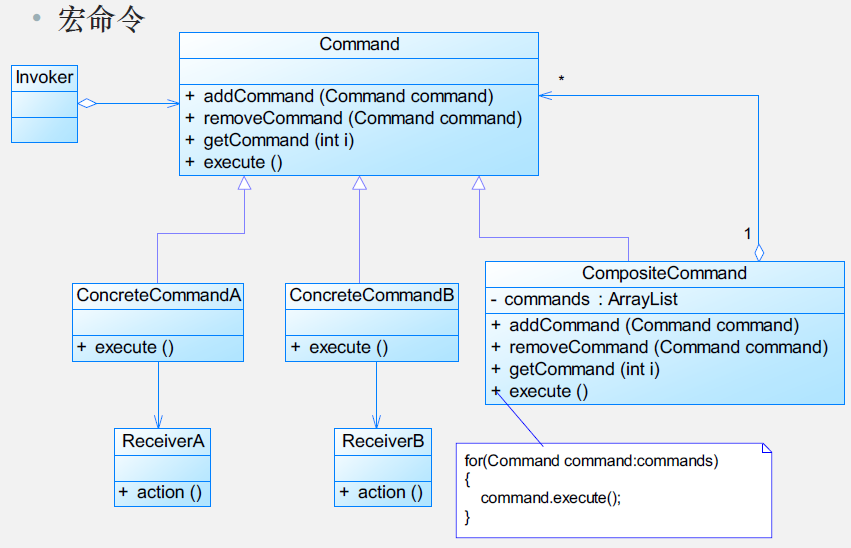 • 宏命令
Command
Invoker
+ addCommand (Command command)
+ removeCommand (Command command)
+ getCommand (int i)
+ execute ()
*
1
ConcreteCommandA
+ execute ()
ConcreteCommandB
+ execute ()
CompositeCommand
- commands : ArrayList
+ addCommand (Command command)
+ removeCommand (Command command)
+ getCommand (int i)
+ execute ()
ReceiverA
+ action ()
ReceiverB
+ action ()
for(Command command:commands)
{
command.execute();
}